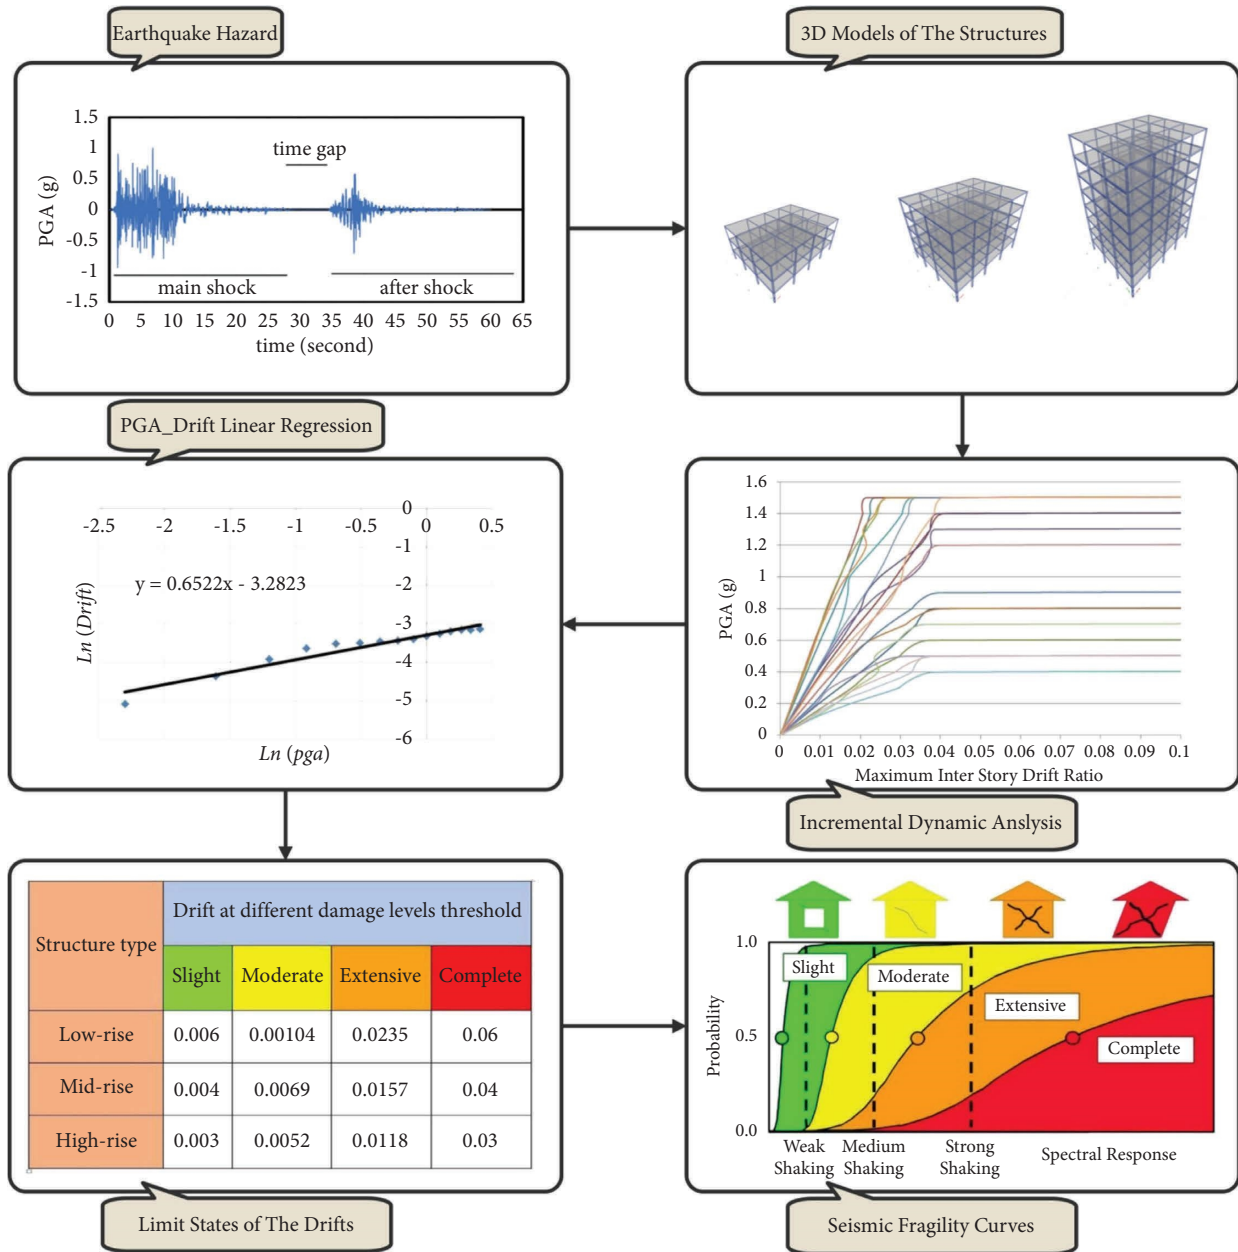 Earthquake Hazard
1.5
1
0.5
0
-0.5
-1
-1.5
PGA (g)
time gap
main shock
after shock
0 5 10 15 20 25 30 35 40 45 50 55 60 65
time (second)
3D Models of The Structures
PGA_Drift Linear Regression
-2.5 -2 -1.5 -1 -0.5 0 0.5
0
-1
-2
-3
-4
-5
-6
y = 0.6522x - 3.2823
Ln (Drift)
Ln (pga)
1.6
1.4
1.2
1
0.8
0.6
0.4
0.2
0
PGA (g)
0 0.01 0.02 0.03 0.04 0.05 0.06 0.07 0.08 0.09 0.1
Maximum Inter Story Drift Ratio
Incremental Dynamic Anslysis
Structure type
Drift at different damage levels threshold
Slight Moderate Extensive Complete
Low-rise 0.006 0.00104 0.0235 0.06
Mid-rise 0.004 0.0069 0.0157 0.04
High-rise 0.003 0.0052 0.0118 0.03
Limit States of The Drifts
1.0
0.5
0.0
Probability
Slight
Moderate
Extensive
Complete
Weak
Shaking
Medium
Shaking
Strong
Shaking
Spectral Response
Seismic Fragility Curves